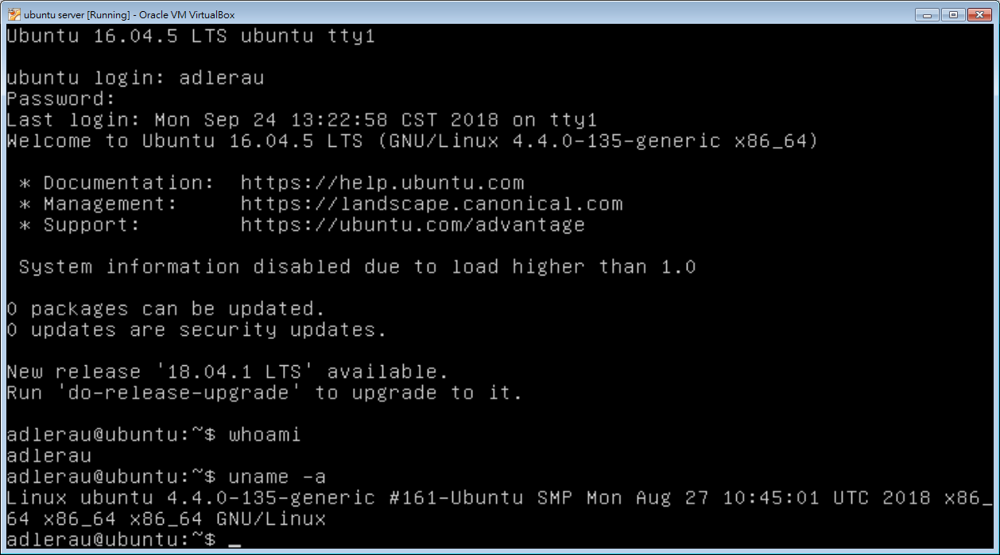 ubuntu server [Running] - Oracle VM VirtualBox
Ubuntu 16.04.5 LTS ubuntu tty1
ubuntu login: adlerau
Password:
Last login: Mon Sep 24 13:22:58 CST 2018 on tty1
Welcome to Ubuntu 16.04.5 LTS (GNU/Linux 4.4.0-135-generic x86_64)
* Documentation:  https://help.ubuntu.com
* Management:     https://landscape.canonical.com
* Support:        https://ubuntu.com/advantage
System information disabled due to load higher than 1.0
0 packages can be updated.
0 updates are security updates.
New release '18.04.1 LTS' available.
Run 'do-release-upgrade' to upgrade to it.
adlerau@ubuntu:~$ whoami
adlerau
adlerau@ubuntu:~$ uname -a
Linux ubuntu 4.4.0-135-generic #161-Ubuntu SMP Mon Aug 27 10:45:01 UTC 2018 x86_
64 x86_64 x86_64 GNU/Linux
adlerau@ubuntu:~$ _